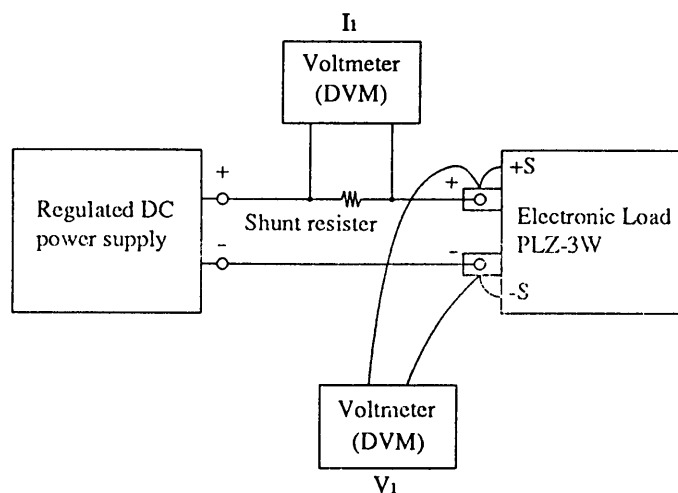 I1
Voltmeter
(DVM)
+
+
+S
Regulated DC
power supply
Shunt resister
Electronic Load
PLZ-3W
-
-
-S
Voltmeter
(DVM)
V1